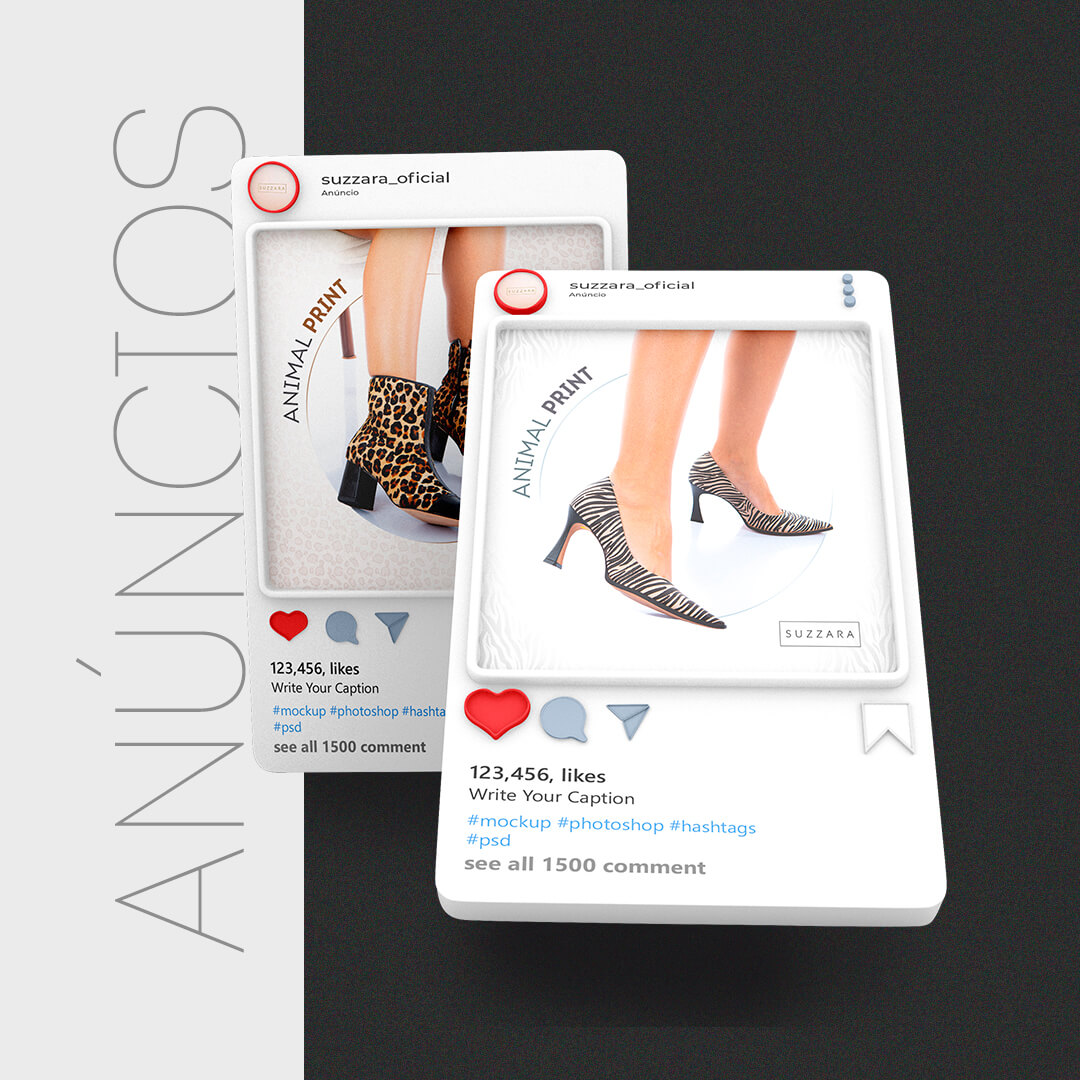 ANÚNCIOS
SUZZARA
suzzara_oficial
Anúncio
ANIMAL PRINT
123,456, likes
Write Your Caption
#mockup #photoshop #hashta
#psd
see all 1500 comment
SUZZARA
suzzara_oficial
Anúncio
ANIMAL PRINT
SUZZARA
123,456, likes
Write Your Caption
#mockup #photoshop #hashtags
#psd
see all 1500 comment